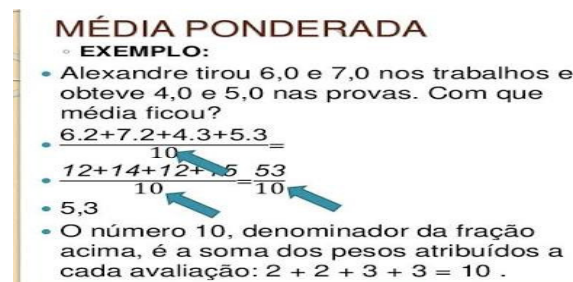 MÉDIA PONDERADA
EXEMPLO:
Alexandre tirou 6,0 e 7,0 nos trabalhos e
obteve 4,0 e 5,0 nas provas. Com que
média ficou?
6.2+7.2+4.3+5.3
10 =
12+14+12+15 53
10 = 10
5,3
O número 10, denominador da fração
acima, é a soma dos pesos atribuídos a
cada avaliação: 2 + 2 + 3 + 3 = 10 .